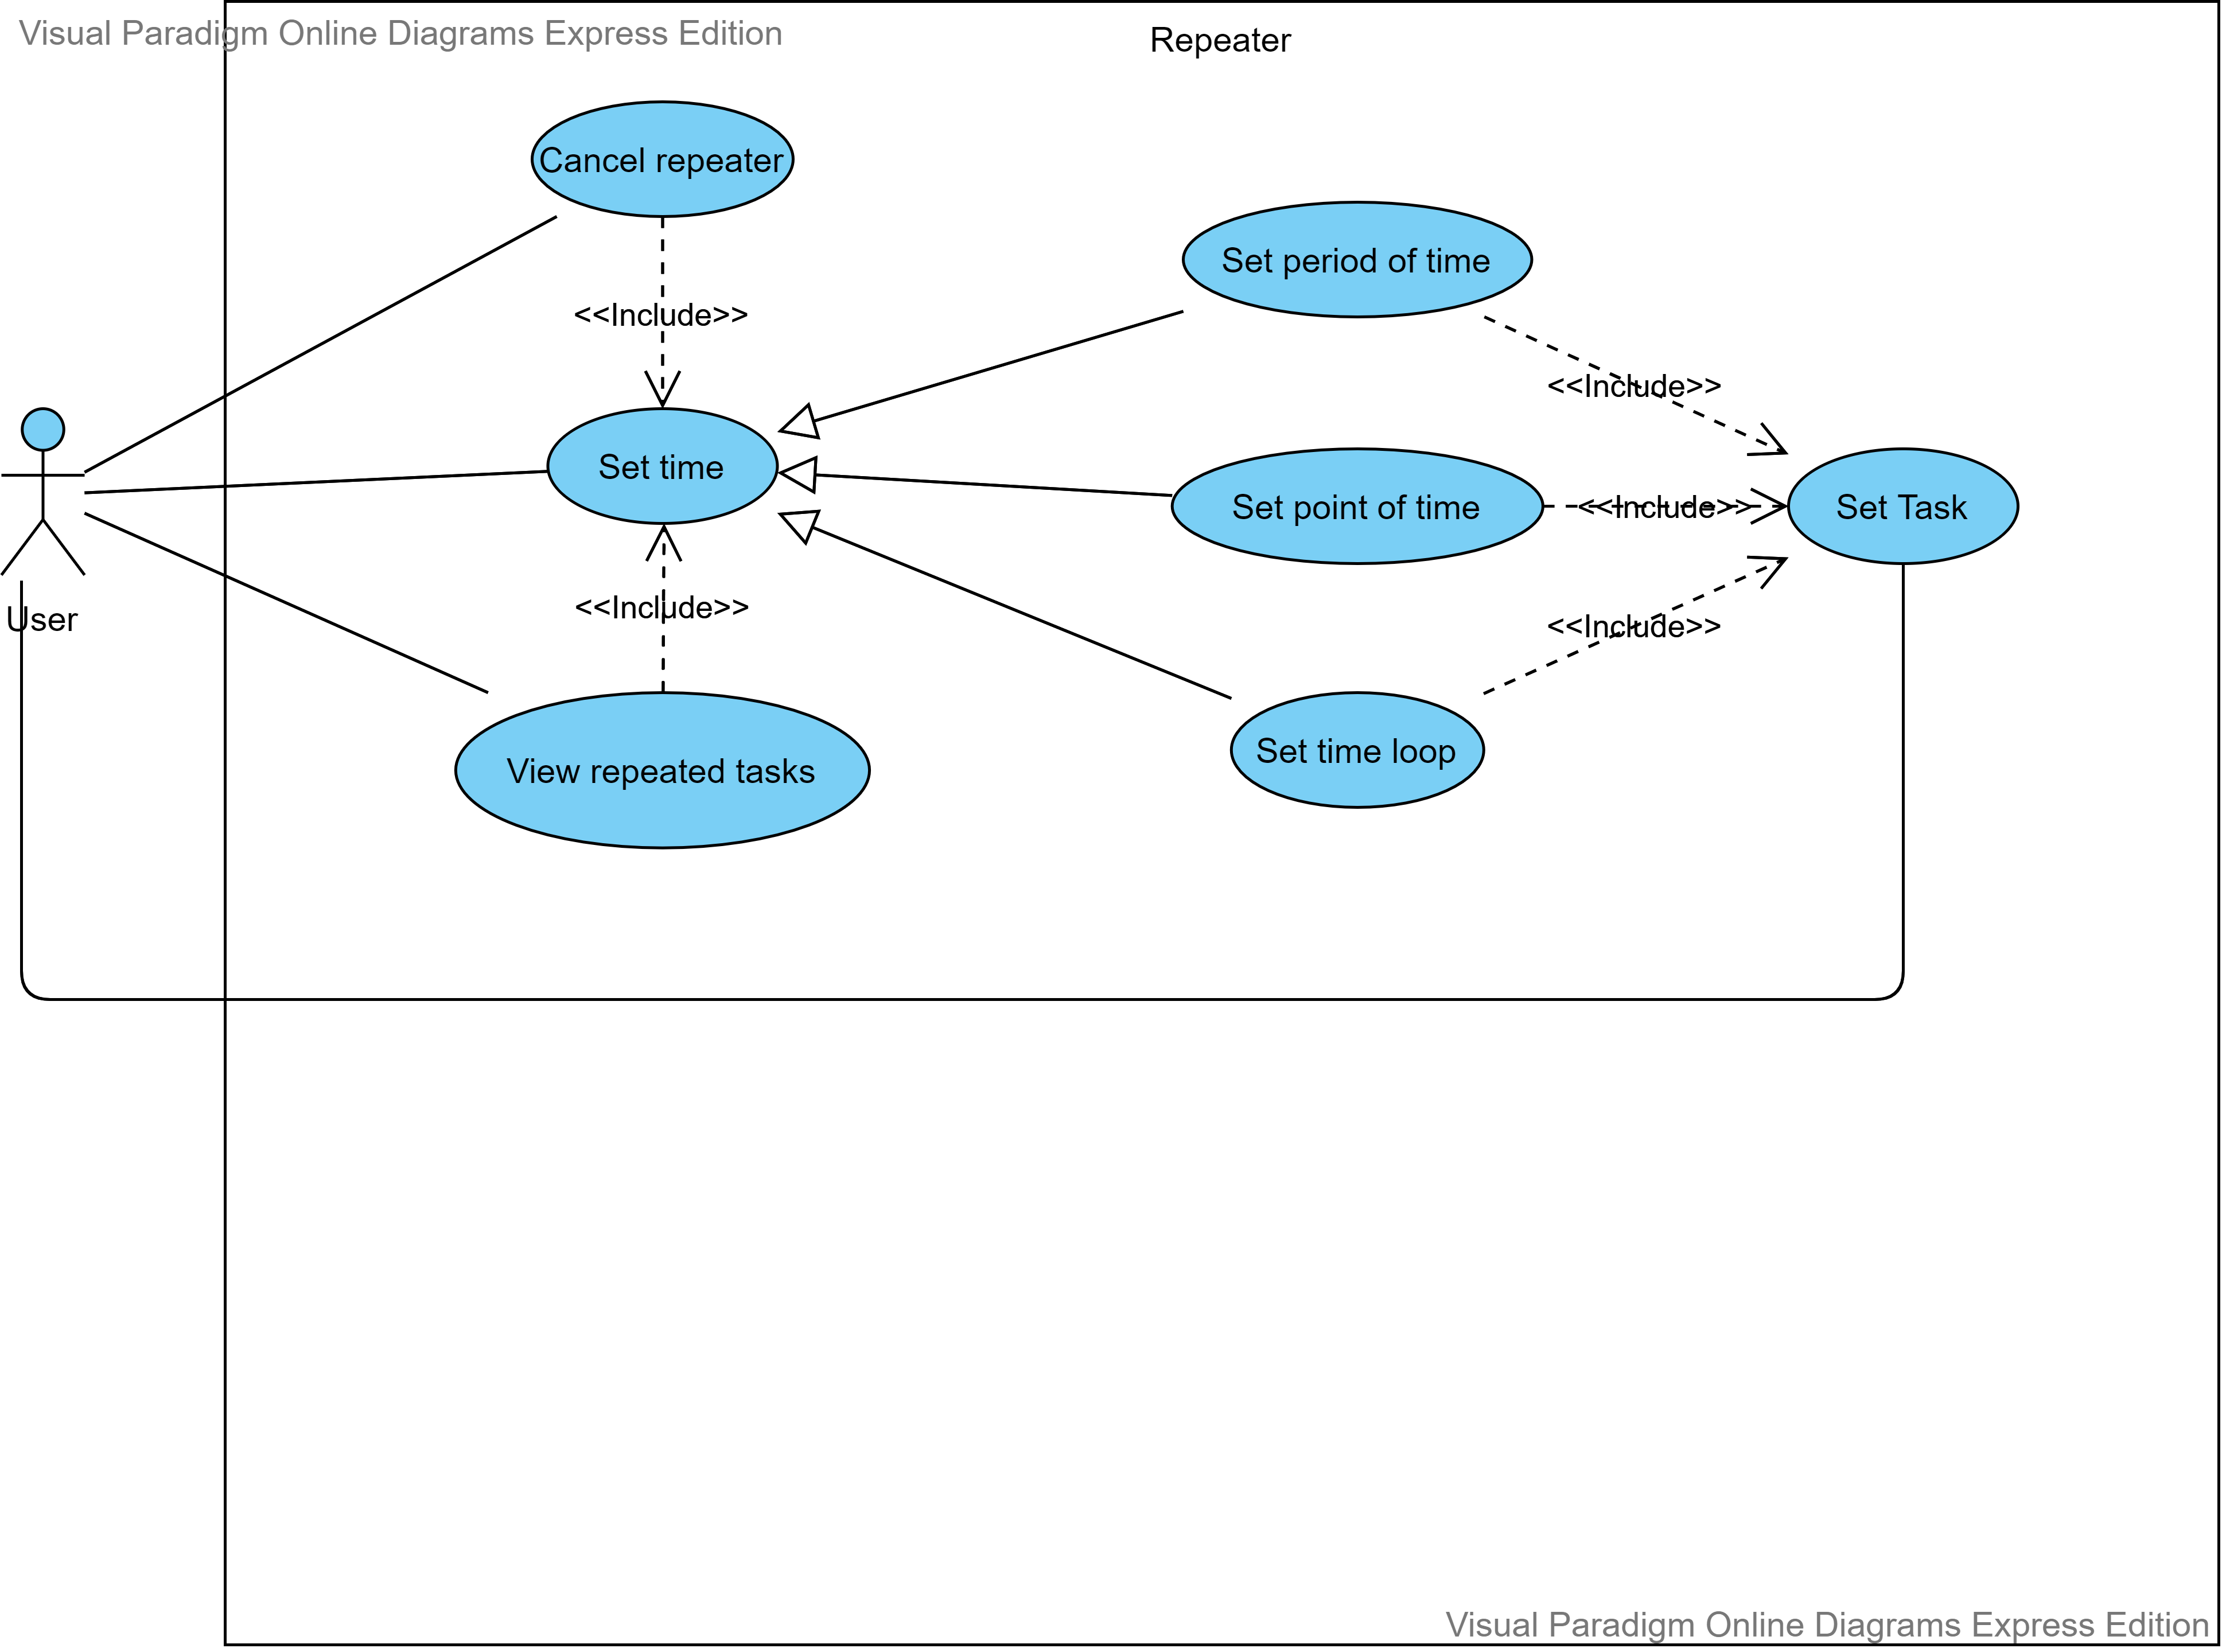 Visual Paradigm Online Diagrams Express Edition
Repeater
Cancel repeater
Set period of time
<<Include>>
<<Include>>
Set time
Set point of time
<<Include>>
Set Task
<<Include>>
User
<<Include>>
View repeated tasks
Set time loop
Visual Paradigm Online Diagrams Express Edition